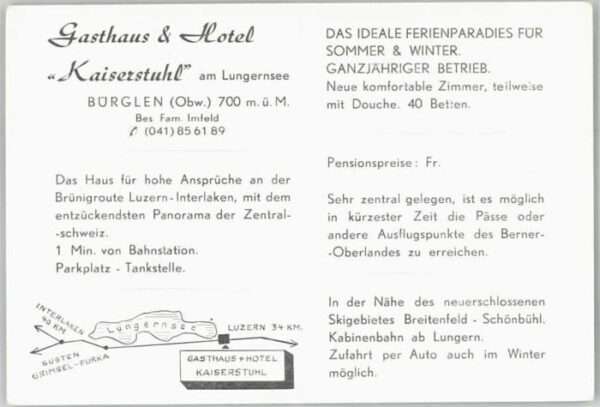 Gasthaus & Hotel
"Kaiserstuhl" am Lungernsee
BÜRGLEN (Obw.) 700 m.ü.M.
Bes Fam. Imfeld
✆ (041) 85 61 89
Das Haus für hohe Ansprüche an der
Brünigroute Luzern-Interlaken, mit dem
entzückendsten Panorama der Zentral-
-schweiz.
1 Min. von Bahnstation.
Parkplatz - Tankstelle.
INTERLAKEN
40 KM
Lungernsee
LUZERN 34 KM.
GUSTEN
GRIMSEL-FURKA
GASTHAUS + HOTEL
KAISERSTUHL
DAS IDEALE FERIENPARADIES FÜR
SOMMER & WINTER.
GANZJÄHRIGER BETRIEB.
Neue komfortable Zimmer, teilweise
mit Douche. 40 Betten.
Pensionspreise: Fr.
Sehr zentral gelegen, ist es möglich
in kürzester Zeit die Pässe oder
andere Ausflugspunkte des Berner-
-Oberlandes zu erreichen.
In der Nähe des neuerschlossenen
Skigebietes Breitenfeld - Schönbühl.
Kabinenbahn ab Lungern.
Zufahrt per Auto auch im Winter
möglich.